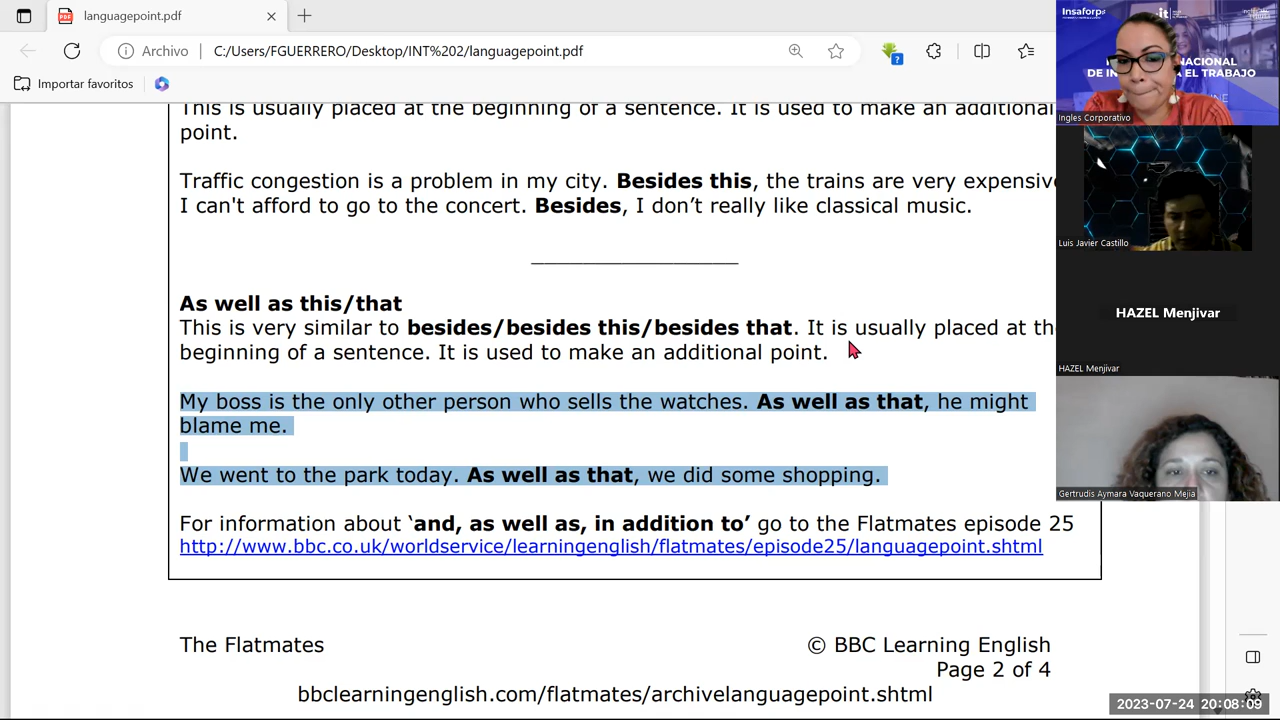 languagepoint.pdf
Archivo
C:/Users/FGUERRERO/Desktop/INT%202/languagepoint.pdf
Importar favoritos
This is usually placed at the beginning of a sentence. It is used to make an additional
point.
Traffic congestion is a problem in my city. Besides this, the trains are very expensive
I can't afford to go to the concert. Besides, I don’t really like classical music.
As well as this/that
This is very similar to besides/besides this/besides that. It is usually placed at the
beginning of a sentence. It is used to make an additional point.
My boss is the only other person who sells the watches. As well as that, he might
blame me.
We went to the park today. As well as that, we did some shopping.
For information about ‘and, as well as, in addition to’ go to the Flatmates episode 25
http://www.bbc.co.uk/worldservice/learningenglish/flatmates/episode25/languagepoint.shtml
The Flatmates
© BBC Learning English
Page 2 of 4
bbclearningenglish.com/flatmates/archivelanguagepoint.shtml
Insaforp
NACIONAL
DE IN A EL TRABAJO
INE
Ingles Corporativo
Luis Javier Castillo
HAZEL Menjivar
HAZEL Menjivar
Gertrudis Aymara Vaquerano Mejia
2023-07-24 20:08:09